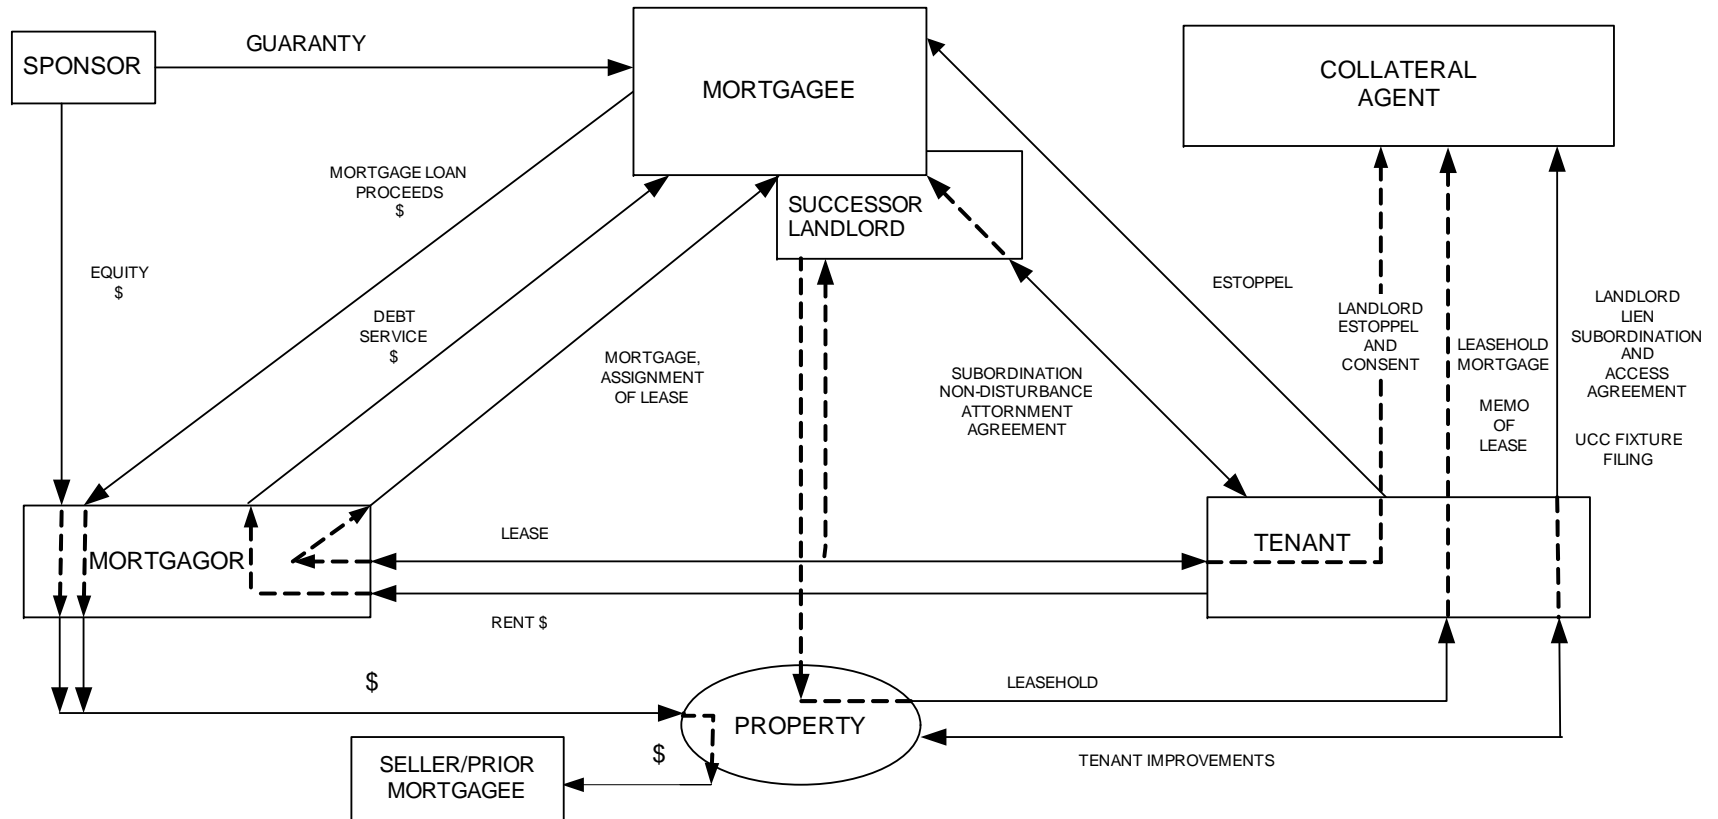 GUARANTY
SPONSOR
MORTGAGEE
COLLATERAL
AGENT
MORTGAGE LOAN
PROCEEDS
$
SUCCESSOR
LANDLORD
EQUITY
$
ESTOPPEL
DEBT
SERVICE
$
MORTGAGE,
ASSIGNMENT
OF LEASE
SUBORDINATION
NON-DISTURBANCE
ATTORNMENT
AGREEMENT
LANDLORD
ESTOPPEL
AND
CONSENT
LEASEHOLD
MORTGAGE
MEMO
OF
LEASE
LANDLORD
LIEN
SUBORDINATION
AND
ACCESS
AGREEMENT
UCC FIXTURE
FILING
MORTGAGOR
LEASE
TENANT
RENT $
$
LEASEHOLD
PROPERTY
$
TENANT IMPROVEMENTS
SELLER/PRIOR
MORTGAGEE